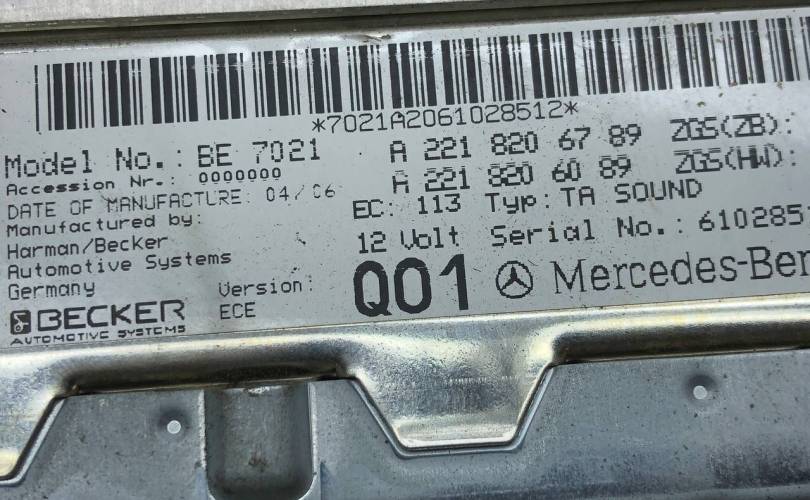 *7021A2061028512*
Model No.: BE 7021
A 221 820 67 89 ZGS(ZB):
Accession Nr.: 0000000
A 221 820 60 89 ZGS(HW):
DATE OF MANUFACTURE: 04/06
EC: 113 Typ: TA SOUND
Manufactured by:
12 Volt Serial No.: 6102851
Harman/Becker
Automotive Systems
Germany
Version:
ECE
Q01
Mercedes-Ben
BECKER
AUTOMOTIVE SYSTEMS